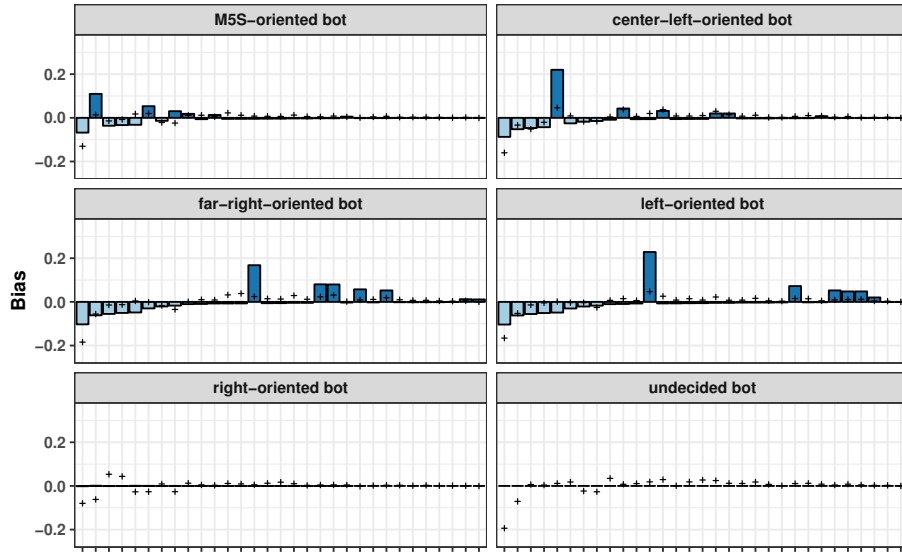 M5S−oriented bot center−left−oriented bot
0.2
0.0
−0.2
far−right−oriented bot left−oriented bot
0.2
0.0
−0.2
right−oriented bot undecided bot
0.2
0.0
−0.2
Bias